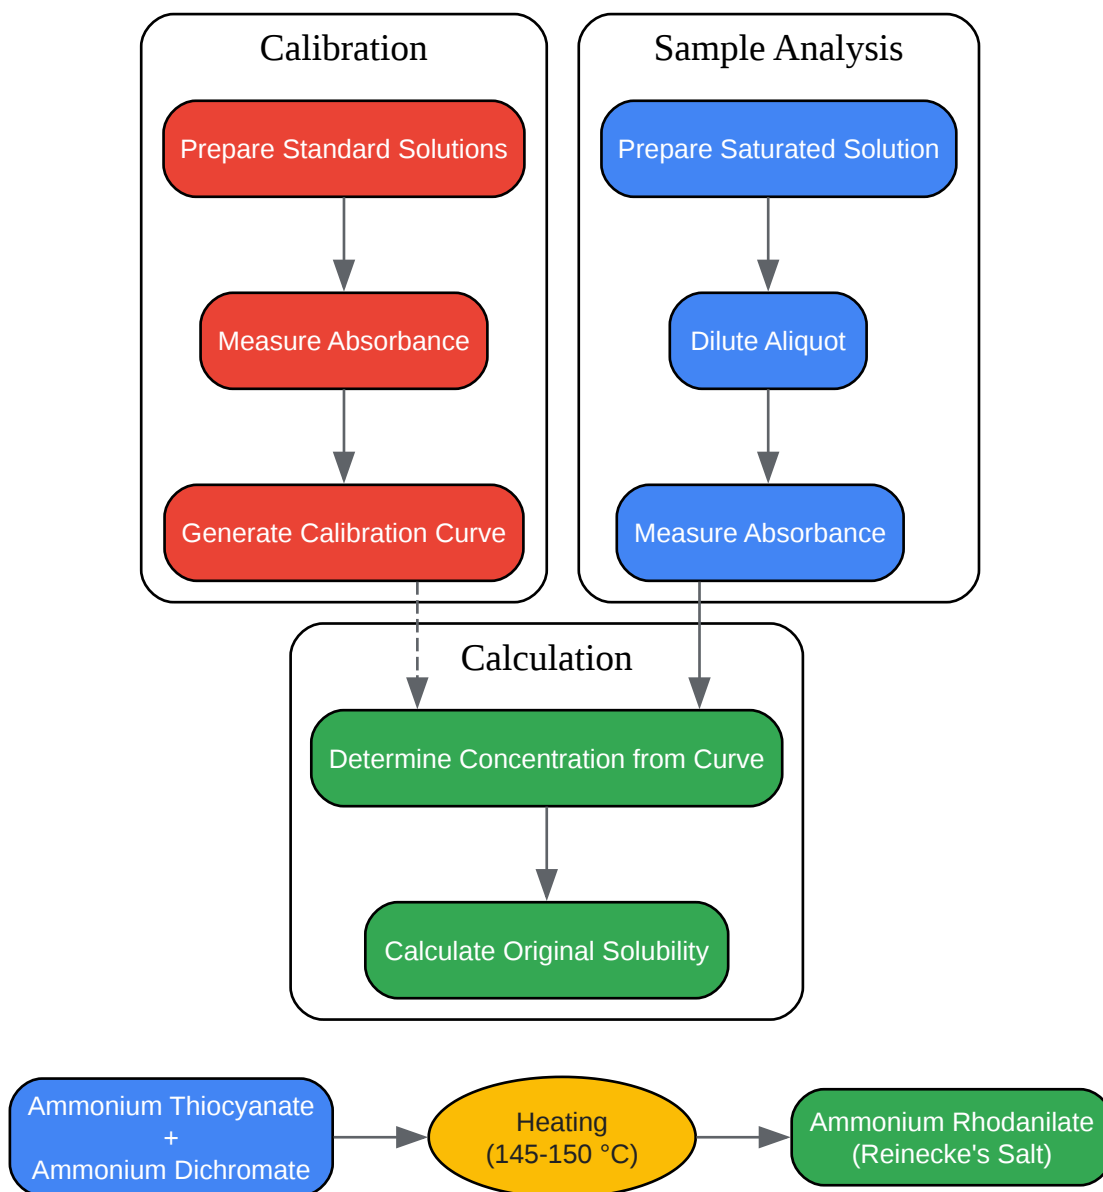 Calibration
Prepare Standard Solutions
Measure Absorbance
Generate Calibration Curve
Sample Analysis
Prepare Saturated Solution
Dilute Aliquot
Measure Absorbance
Calculation
Determine Concentration from Curve
Calculate Original Solubility
Ammonium Thiocyanate
+
Ammonium Dichromate
Heating
(145-150 °C)
Ammonium Rhodanilate
(Reinecke's Salt)